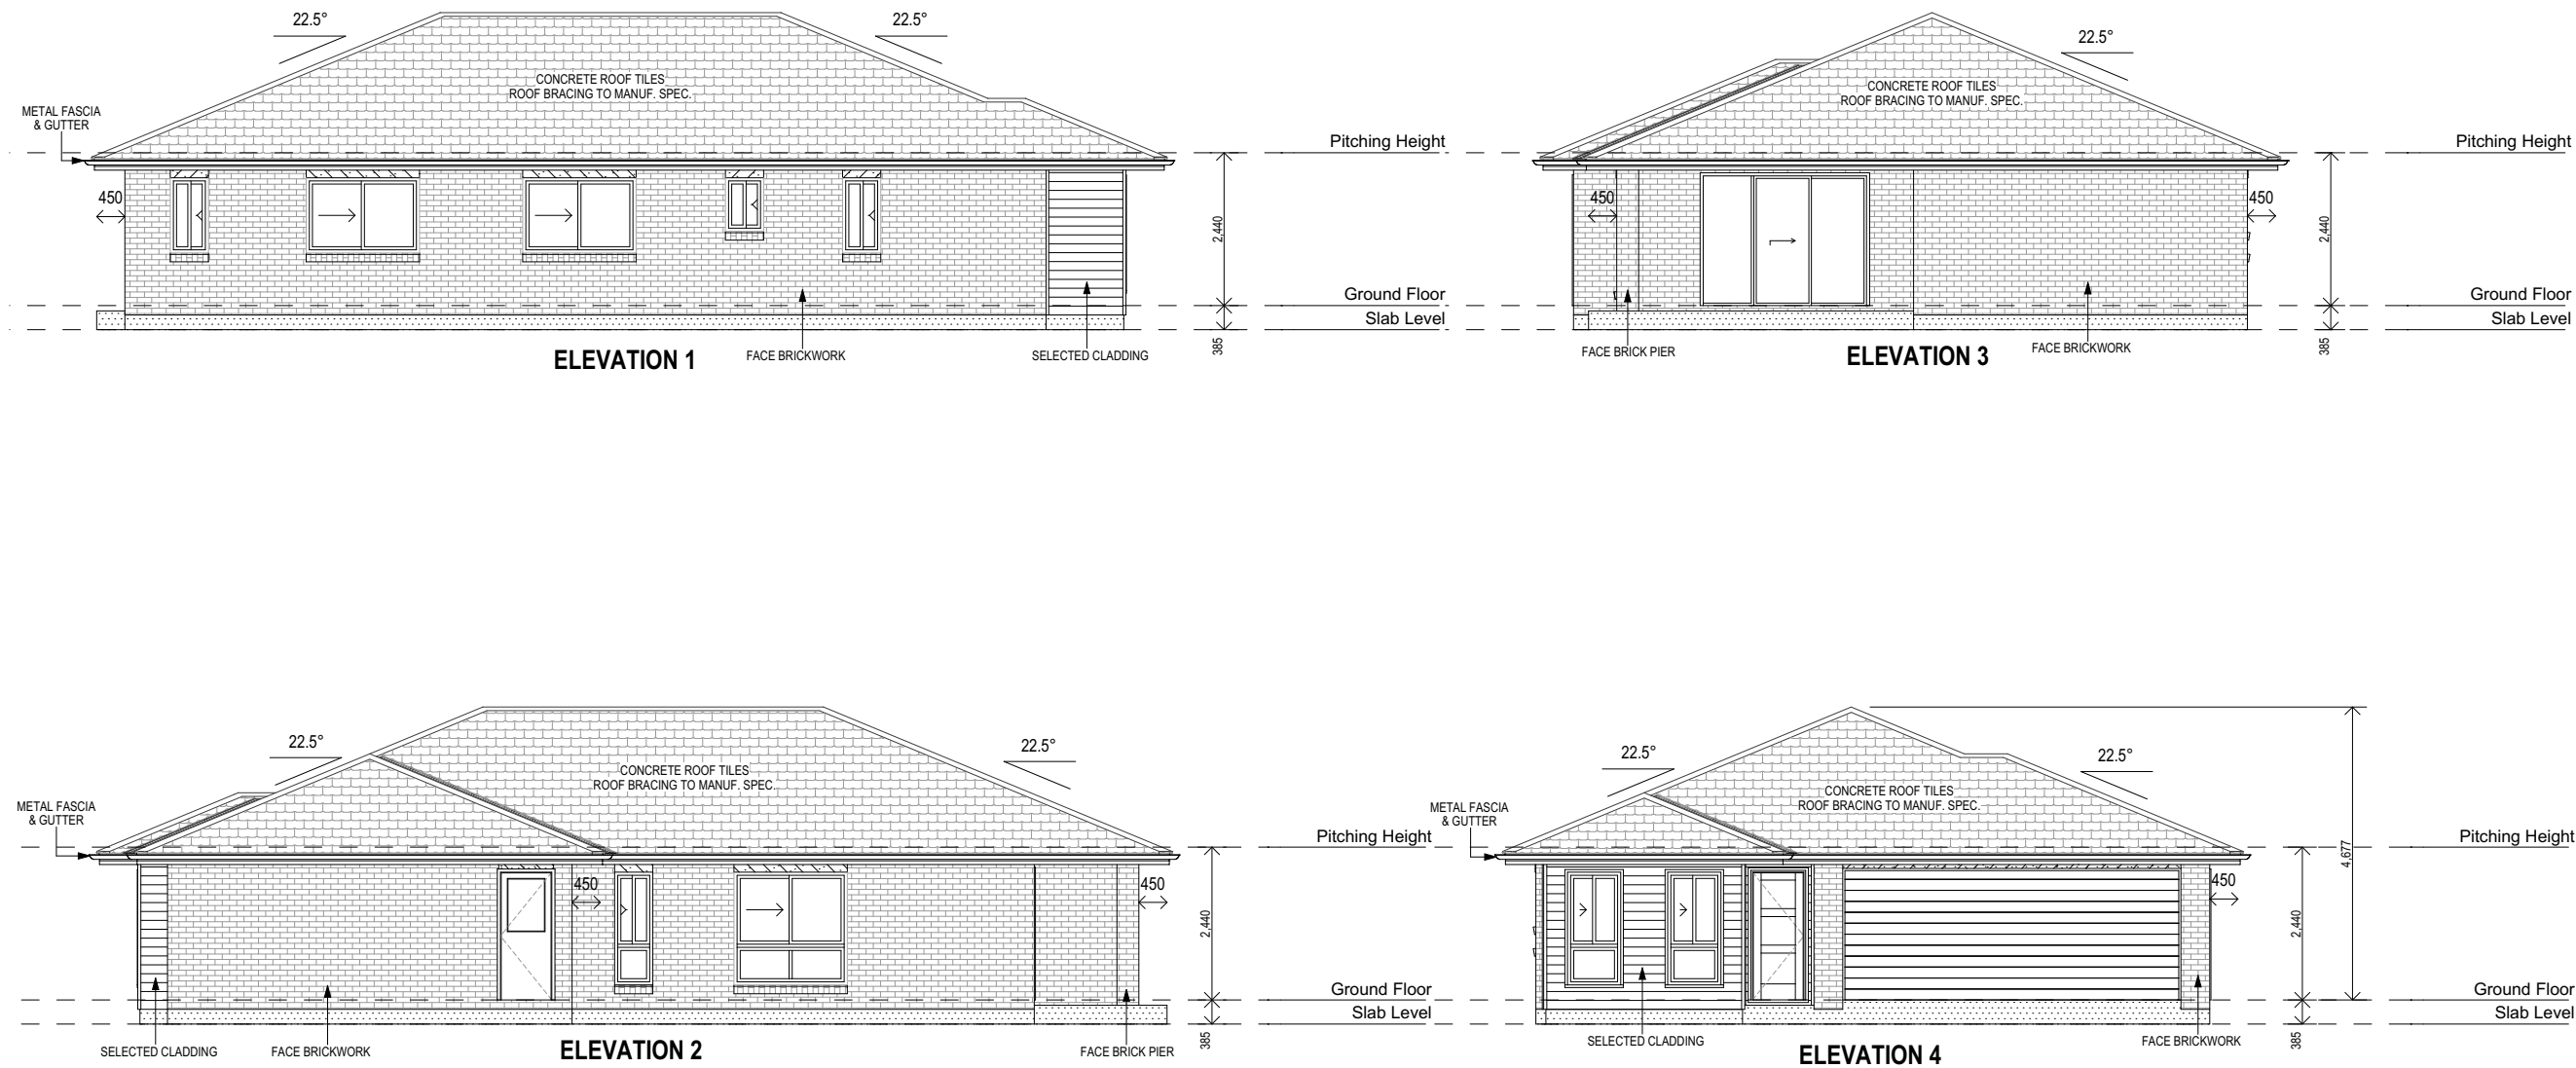 22.5°
22.5°
CONCRETE ROOF TILES
ROOF BRACING TO MANUF. SPEC.
METAL FASCIA
& GUTTER
450
Pitching Height
2,440
Ground Floor
Slab Level
385
FACE BRICKWORK
SELECTED CLADDING
ELEVATION 1
22.5°
CONCRETE ROOF TILES
ROOF BRACING TO MANUF. SPEC.
450
450
Pitching Height
2,440
Ground Floor
Slab Level
385
FACE BRICK PIER
FACE BRICKWORK
ELEVATION 3
22.5°
22.5°
CONCRETE ROOF TILES
ROOF BRACING TO MANUF. SPEC.
METAL FASCIA
& GUTTER
450
450
Pitching Height
2,440
Ground Floor
Slab Level
385
SELECTED CLADDING
FACE BRICKWORK
FACE BRICK PIER
ELEVATION 2
22.5°
22.5°
CONCRETE ROOF TILES
ROOF BRACING TO MANUF. SPEC.
METAL FASCIA
& GUTTER
450
Pitching Height
4,677
2,440
Ground Floor
Slab Level
385
SELECTED CLADDING
FACE BRICKWORK
ELEVATION 4